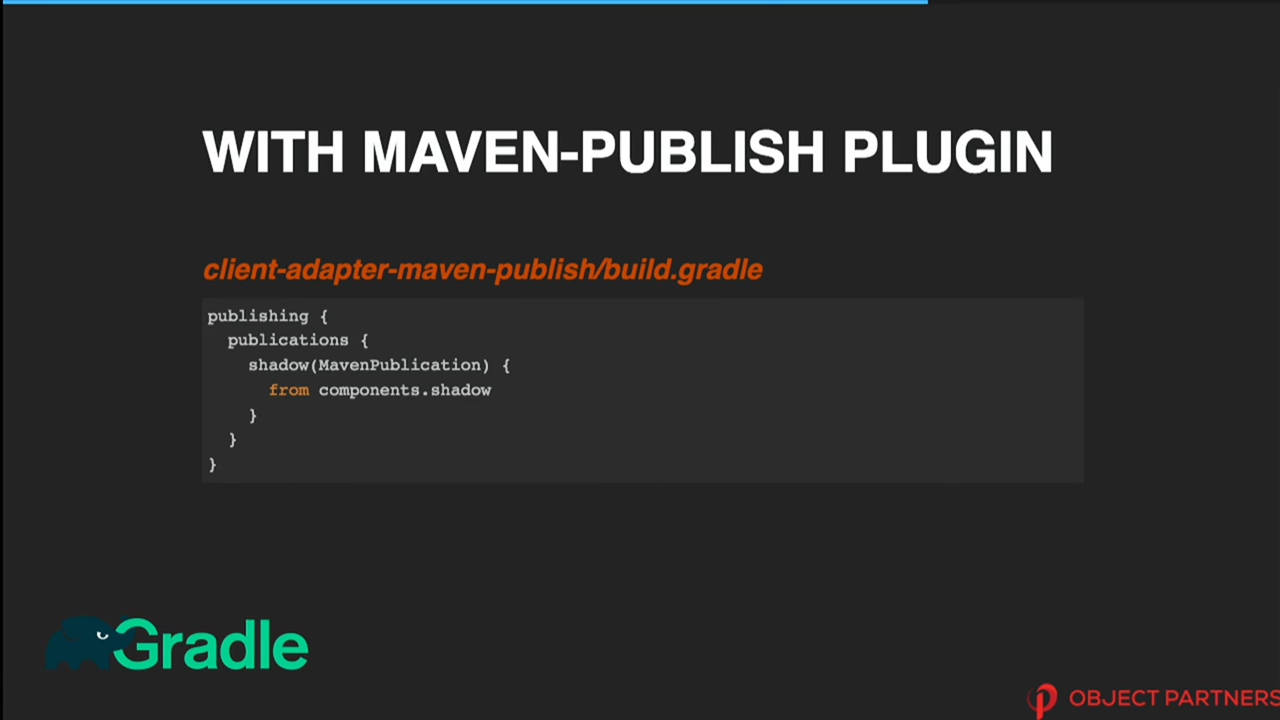 WITH MAVEN-PUBLISH PLUGIN
client-adapter-maven-publish/build.gradle
publishing {
  publications {
    shadow(MavenPublication) {
      from components.shadow
    }
  }
}
Gradle
OBJECT PARTNERS